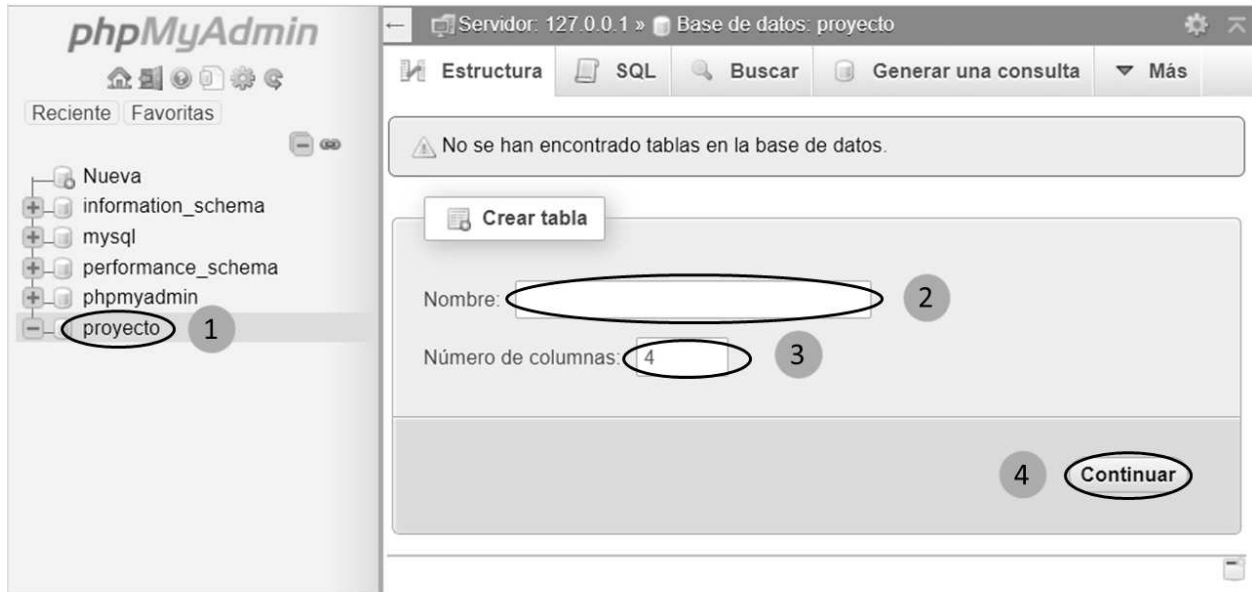 phpMyAdmin
Reciente Favoritas
Nueva
information_schema
mysql
performance_schema
phpmyadmin
proyecto 1
Servidor: 127.0.0.1 » Base de datos: proyecto
Estructura SQL Buscar Generar una consulta Más
No se han encontrado tablas en la base de datos.
Crear tabla
Nombre: 2
Número de columnas: 4 3
4 Continuar